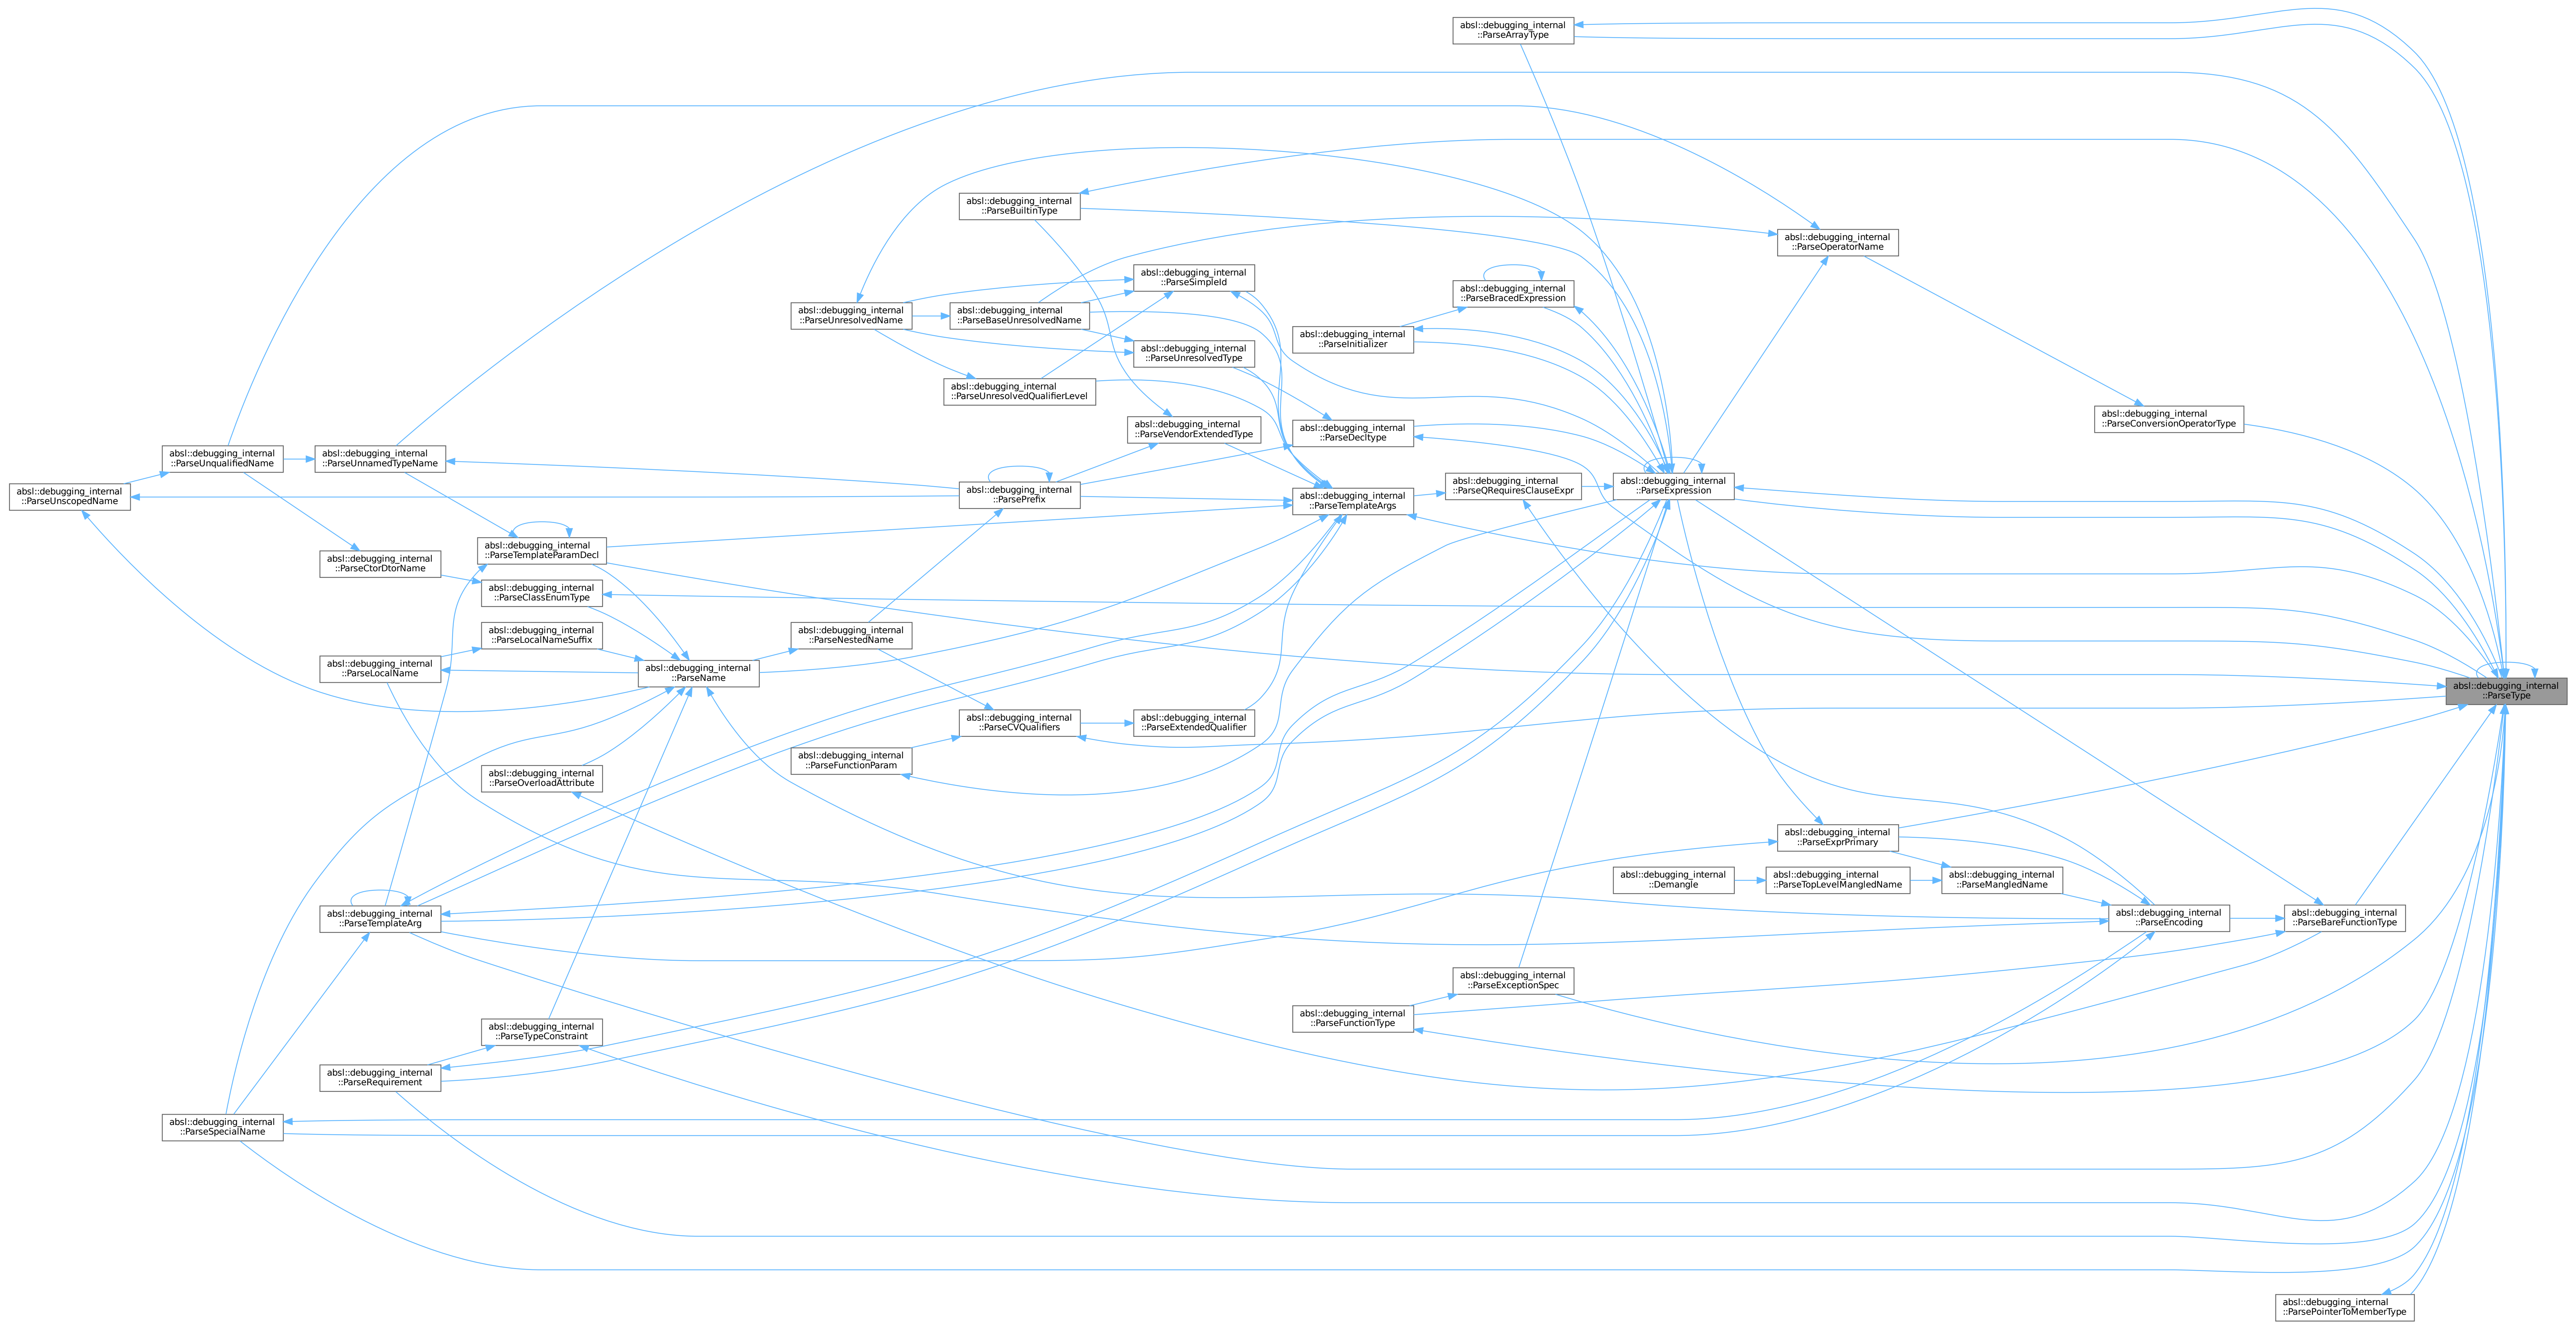 absl::debugging_internal
::ParseArrayType
absl::debugging_internal
::ParseBuiltinType
absl::debugging_internal
::ParseOperatorName
absl::debugging_internal
::ParseSimpleId
absl::debugging_internal
::ParseBracedExpression
absl::debugging_internal
::ParseUnresolvedName
absl::debugging_internal
::ParseBaseUnresolvedName
absl::debugging_internal
::ParseInitializer
absl::debugging_internal
::ParseUnresolvedType
absl::debugging_internal
::ParseUnresolvedQualifierLevel
absl::debugging_internal
::ParseConversionOperatorType
absl::debugging_internal
::ParseVendorExtendedType
absl::debugging_internal
::ParseDecltype
absl::debugging_internal
::ParseUnqualifiedName
absl::debugging_internal
::ParseUnnamedTypeName
absl::debugging_internal
::ParseQRequiresClauseExpr
absl::debugging_internal
::ParseExpression
absl::debugging_internal
::ParseUnscopedName
absl::debugging_internal
::ParsePrefix
absl::debugging_internal
::ParseTemplateArgs
absl::debugging_internal
::ParseTemplateParamDecl
absl::debugging_internal
::ParseCtorDtorName
absl::debugging_internal
::ParseClassEnumType
absl::debugging_internal
::ParseLocalNameSuffix
absl::debugging_internal
::ParseNestedName
absl::debugging_internal
::ParseLocalName
absl::debugging_internal
::ParseName
absl::debugging_internal
::ParseType
absl::debugging_internal
::ParseCVQualifiers
absl::debugging_internal
::ParseExtendedQualifier
absl::debugging_internal
::ParseFunctionParam
absl::debugging_internal
::ParseOverloadAttribute
absl::debugging_internal
::ParseExprPrimary
absl::debugging_internal
::Demangle
absl::debugging_internal
::ParseTopLevelMangledName
absl::debugging_internal
::ParseMangledName
absl::debugging_internal
::ParseTemplateArg
absl::debugging_internal
::ParseEncoding
absl::debugging_internal
::ParseBareFunctionType
absl::debugging_internal
::ParseExceptionSpec
absl::debugging_internal
::ParseFunctionType
absl::debugging_internal
::ParseTypeConstraint
absl::debugging_internal
::ParseRequirement
absl::debugging_internal
::ParseSpecialName
absl::debugging_internal
::ParsePointerToMemberType